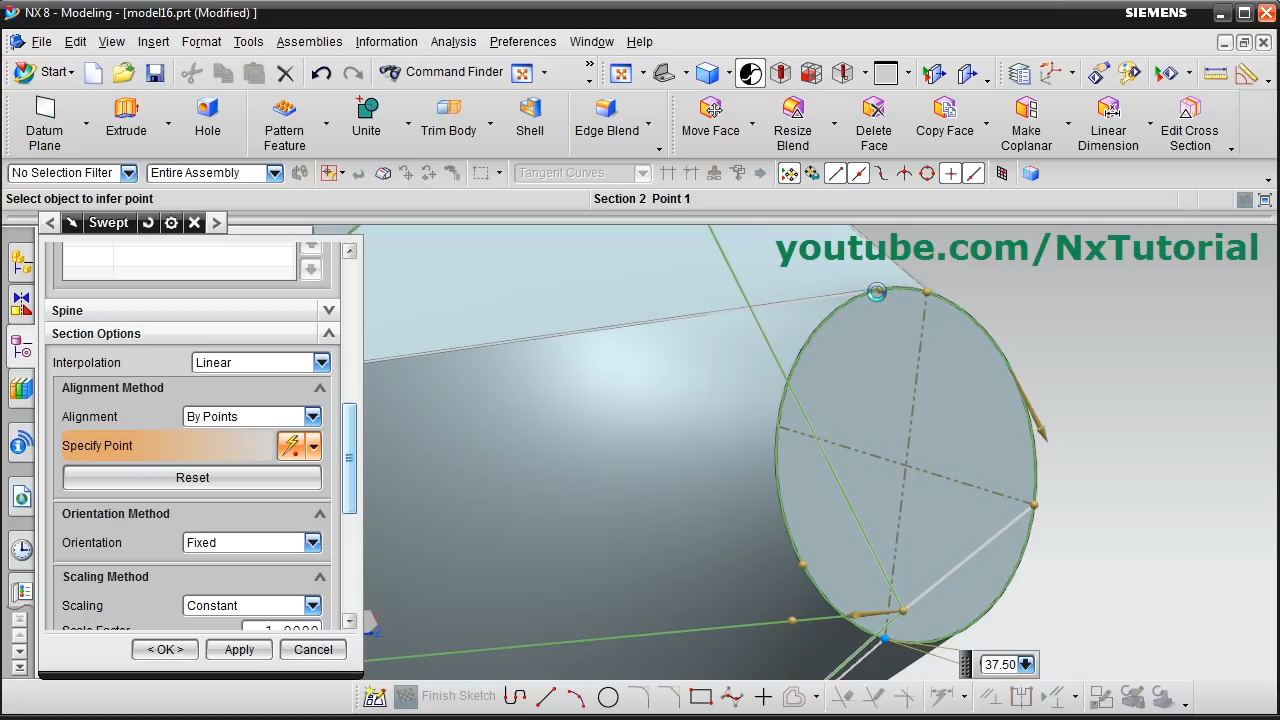 NX 8 - Modeling - [model16.prt (Modified) ]
SIEMENS
File Edit View Insert Format Tools Assemblies Information Analysis Preferences Window Help
Start Command Finder
Datum Plane
Extrude
Hole
Pattern Feature
Unite
Trim Body
Shell
Edge Blend
Move Face
Resize Blend
Delete Face
Copy Face
Make Coplanar
Linear Dimension
Edit Cross Section
No Selection Filter Entire Assembly Tangent Curves
Select object to infer point Section 2 Point 1
Swept
youtube.com/NxTutorial
Spine
Section Options
Interpolation Linear
Alignment Method
Alignment By Points
Specify Point
Reset
Orientation Method
Orientation Fixed
Scaling Method
Scaling Constant
< OK > Apply Cancel
37.50
Finish Sketch